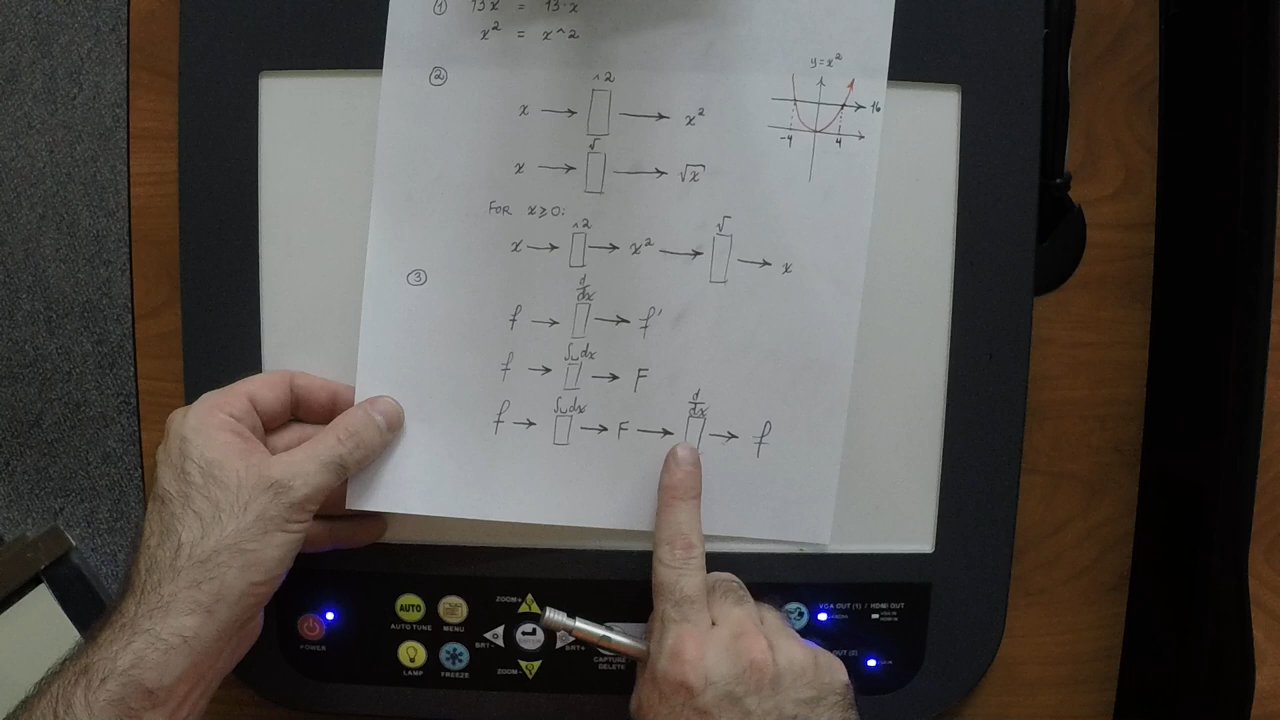 ① 13x = 13·x
x² = x^2
②
^2
x → → x²
√
x → → √x
FOR x ≥ 0:
^2 √
x → → x² → → x
③
d/dx
f → → f'
∫␣dx
f → → F
∫␣dx d/dx
f → → F → → f
y = x²
16
-4 4
POWER
AUTO
AUTO TUNE
MENU
LAMP
FREEZE
ZOOM+
BRT-
BRT+
ZOOM-
CAPTURE
DELETE
VGA OUT (1) / HDMI OUT